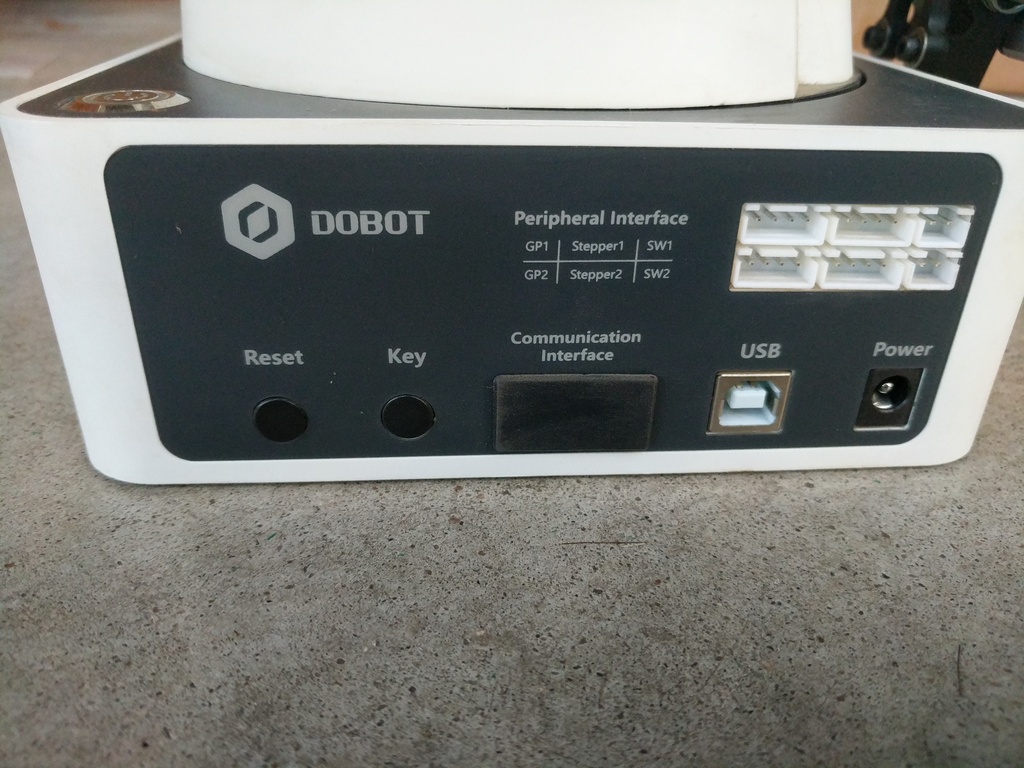 DOBOT
Peripheral Interface
GP1 Stepper1 SW1
GP2 Stepper2 SW2
Reset
Key
Communication
Interface
USB
Power